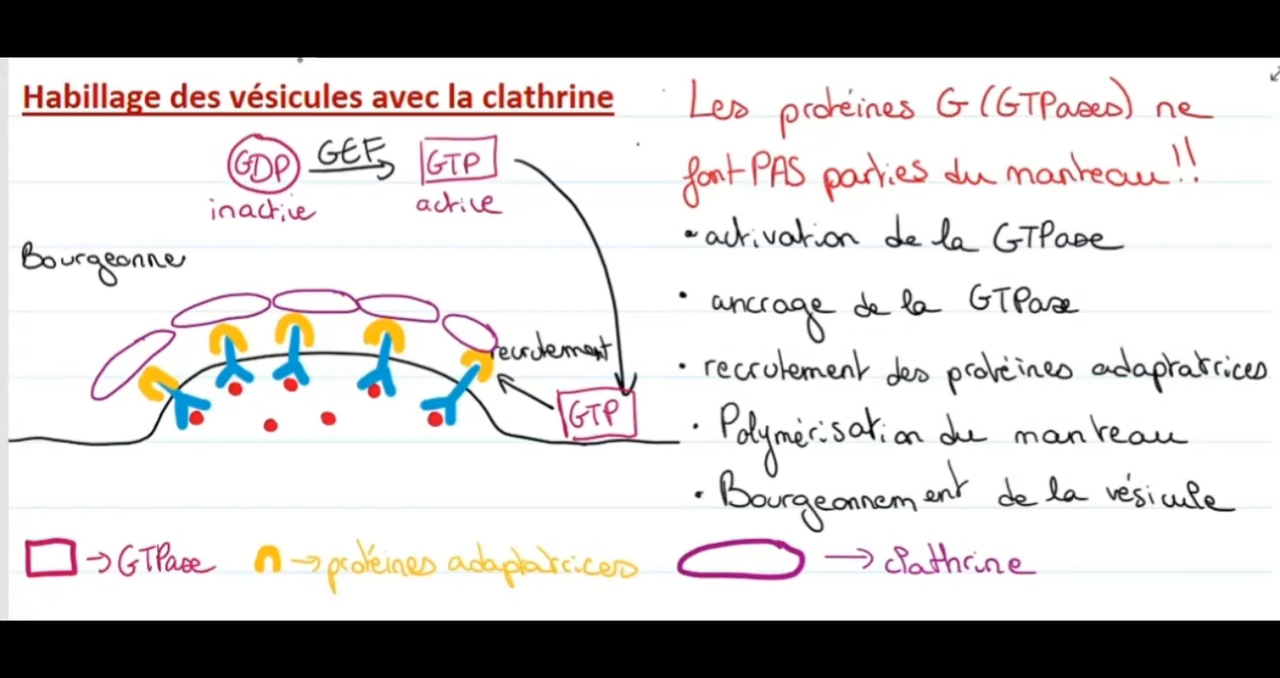 Habillage des vésicules avec la clathrine
GDP GEF GTP
inactive active
Bourgeonner
recrutement
GTP
Les protéines G (GTPases) ne
font PAS parties du manteau!!
• activation de la GTPase
• ancrage de la GTPase
• recrutement des protéines adaptatrices
• Polymérisation du manteau
• Bourgeonnement de la vésicule
→ GTPase → protéines adaptatrices → clathrine